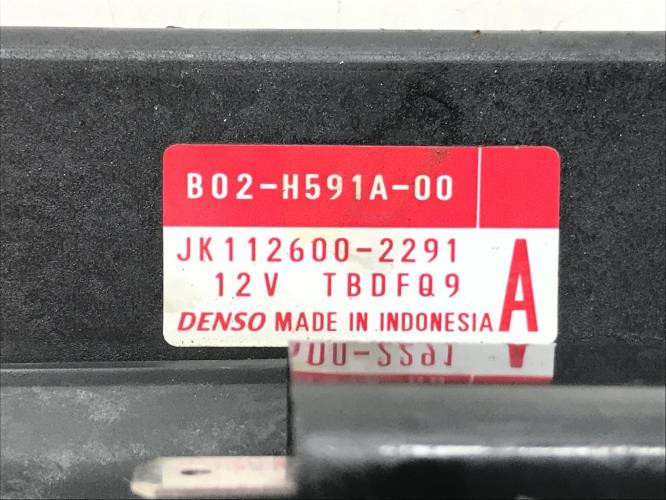 B02-H591A-00
JK112600-2291
12V TBDFQ9
A
DENSO MADE IN INDONESIA